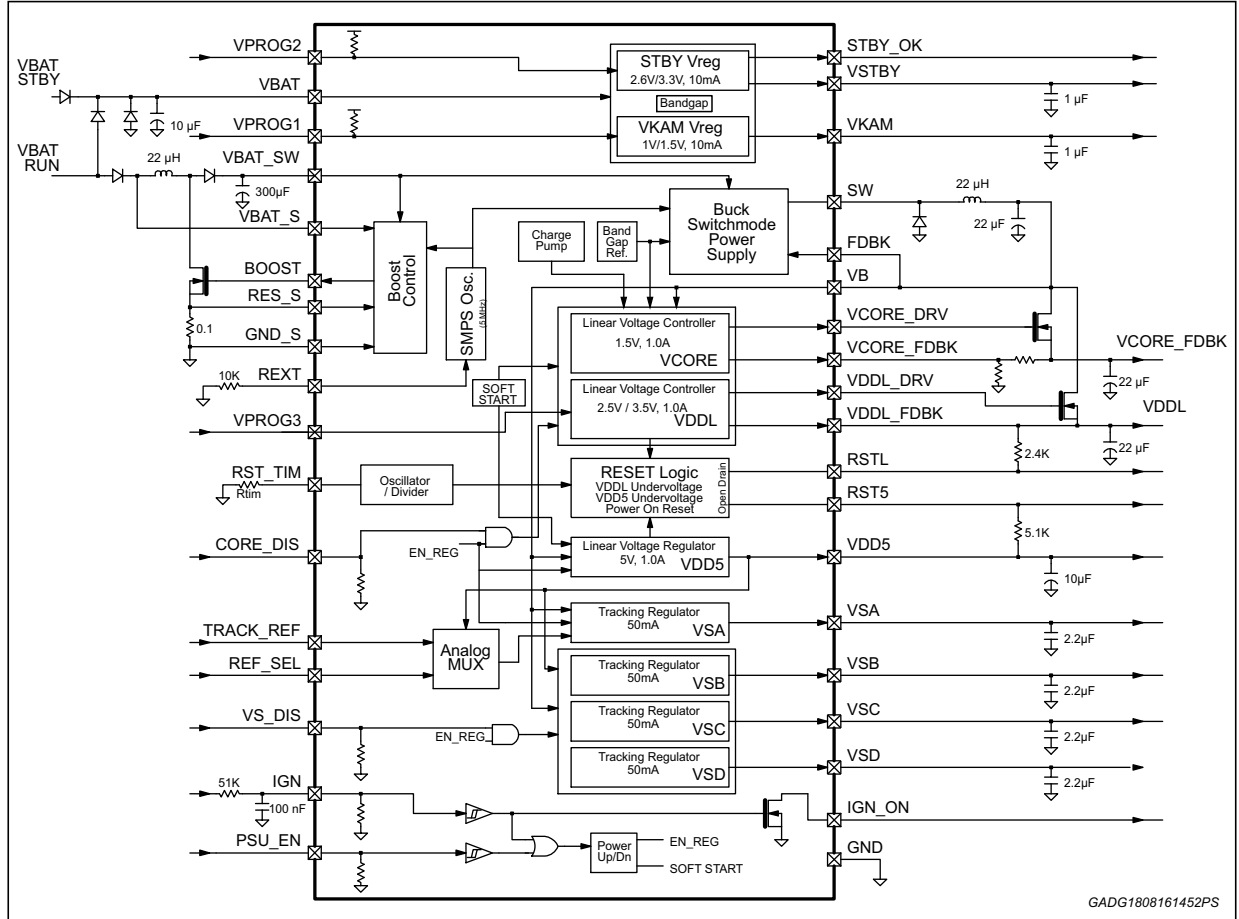 VPROG2
VBAT
STBY
VBAT
10 µF
VPROG1
VBAT
RUN
22 µH
VBAT_SW
300µF
VBAT_S
BOOST
RES_S
0.1
GND_S
10K
REXT
VPROG3
RST_TIM
Rtim
CORE_DIS
TRACK_REF
REF_SEL
VS_DIS
51K
IGN
100 nF
PSU_EN
STBY Vreg
2.6V/3.3V, 10mA
Bandgap
VKAM Vreg
1V/1.5V, 10mA
Boost
Control
SMPS Osc.
(5 MHz)
Charge
Pump
Band
Gap
Ref.
Buck
Switchmode
Power
Supply
Linear Voltage Controller
1.5V, 1.0A
VCORE
SOFT
START
Linear Voltage Controller
2.5V / 3.5V, 1.0A
VDDL
Oscillator
/ Divider
RESET Logic
VDDL Undervoltage
VDD5 Undervoltage
Power On Reset
Open Drain
EN_REG
Linear Voltage Regulator
5V, 1.0A
VDD5
Analog
MUX
Tracking Regulator
50mA
VSA
Tracking Regulator
50mA
VSB
Tracking Regulator
50mA
VSC
EN_REG
Tracking Regulator
50mA
VSD
Power
Up/Dn
EN_REG
SOFT START
STBY_OK
VSTBY
1 µF
VKAM
1 µF
SW
22 µH
22 µF
FDBK
VB
VCORE_DRV
VCORE_FDBK
VCORE_FDBK
22 µF
VDDL_DRV
VDDL_FDBK
VDDL
22 µF
2.4K
RSTL
RST5
5.1K
VDD5
10µF
VSA
2.2µF
VSB
2.2µF
VSC
2.2µF
VSD
2.2µF
IGN_ON
GND
GADG1808161452PS